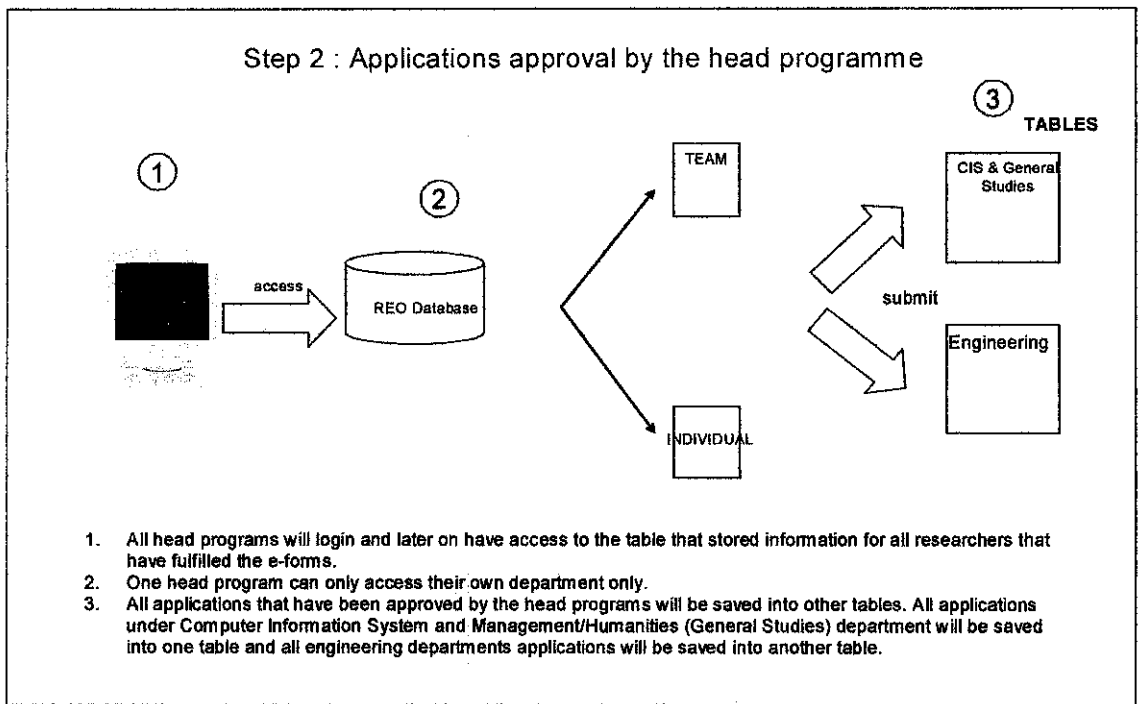 Step 2 : Applications approval by the head programme
3
TABLES
1
2
TEAM
CIS & General
Studies
access
REO Database
submit
Engineering
INDIVIDUAL
1. All head programs will login and later on have access to the table that stored information for all researchers that
have fulfilled the e-forms.
2. One head program can only access their own department only.
3. All applications that have been approved by the head programs will be saved into other tables. All applications
under Computer Information System and Management/Humanities (General Studies) department will be saved
into one table and all engineering departments applications will be saved into another table.